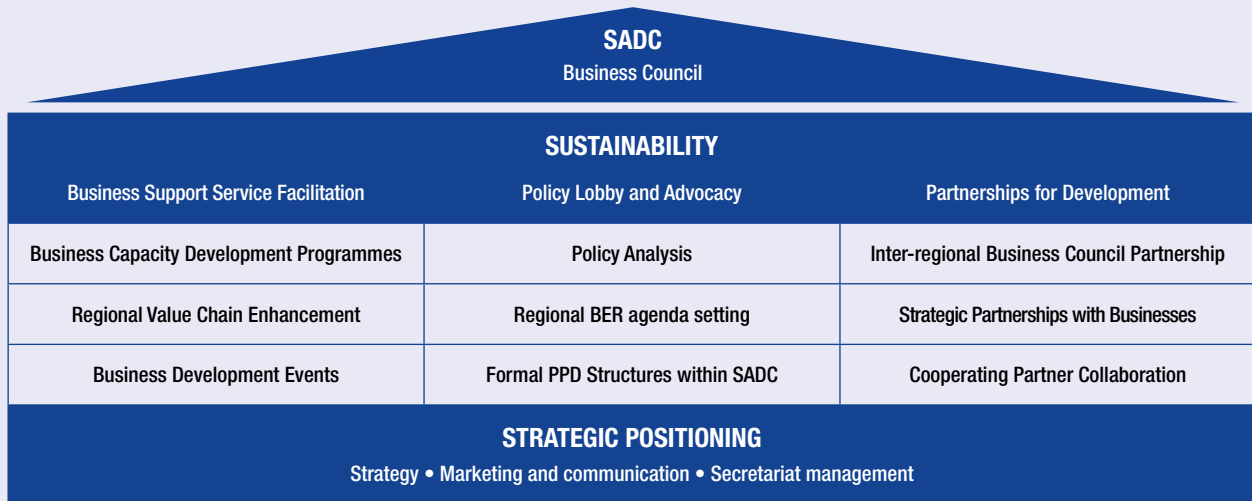 SADC
Business Council
SUSTAINABILITY
Business Support Service Facilitation
Policy Lobby and Advocacy
Partnerships for Development
Business Capacity Development Programmes
Policy Analysis
Inter-regional Business Council Partnership
Regional Value Chain Enhancement
Regional BER agenda setting
Strategic Partnerships with Businesses
Business Development Events
Formal PPD Structures within SADC
Cooperating Partner Collaboration
STRATEGIC POSITIONING
Strategy • Marketing and communication • Secretariat management